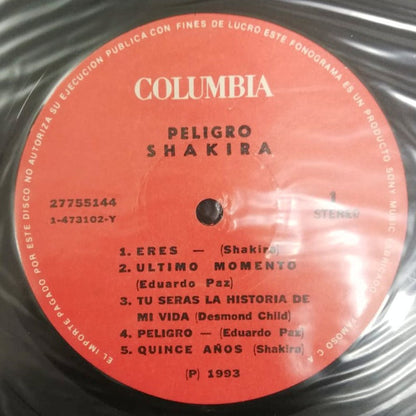 EL IMPORTE PAGADO POR ESTE DISCO NO AUTORIZA SU EJECUCION PUBLICA CON FINES DE LUCRO ESTE FONOGRAMA ES UN PRODUCTO SONY MUSIC FABRICADO FAMOSO C A
COLUMBIA
PELIGRO
SHAKIRA
27755144
1-473102-Y
1
STEREO
1. ERES — (Shakira)
2. ULTIMO MOMENTO
(Eduardo Paz)
3. TU SERAS LA HISTORIA DE
MI VIDA (Desmond Child)
4. PELIGRO — (Eduardo Paz)
5. QUINCE AÑOS (Shakira)
(P) 1993